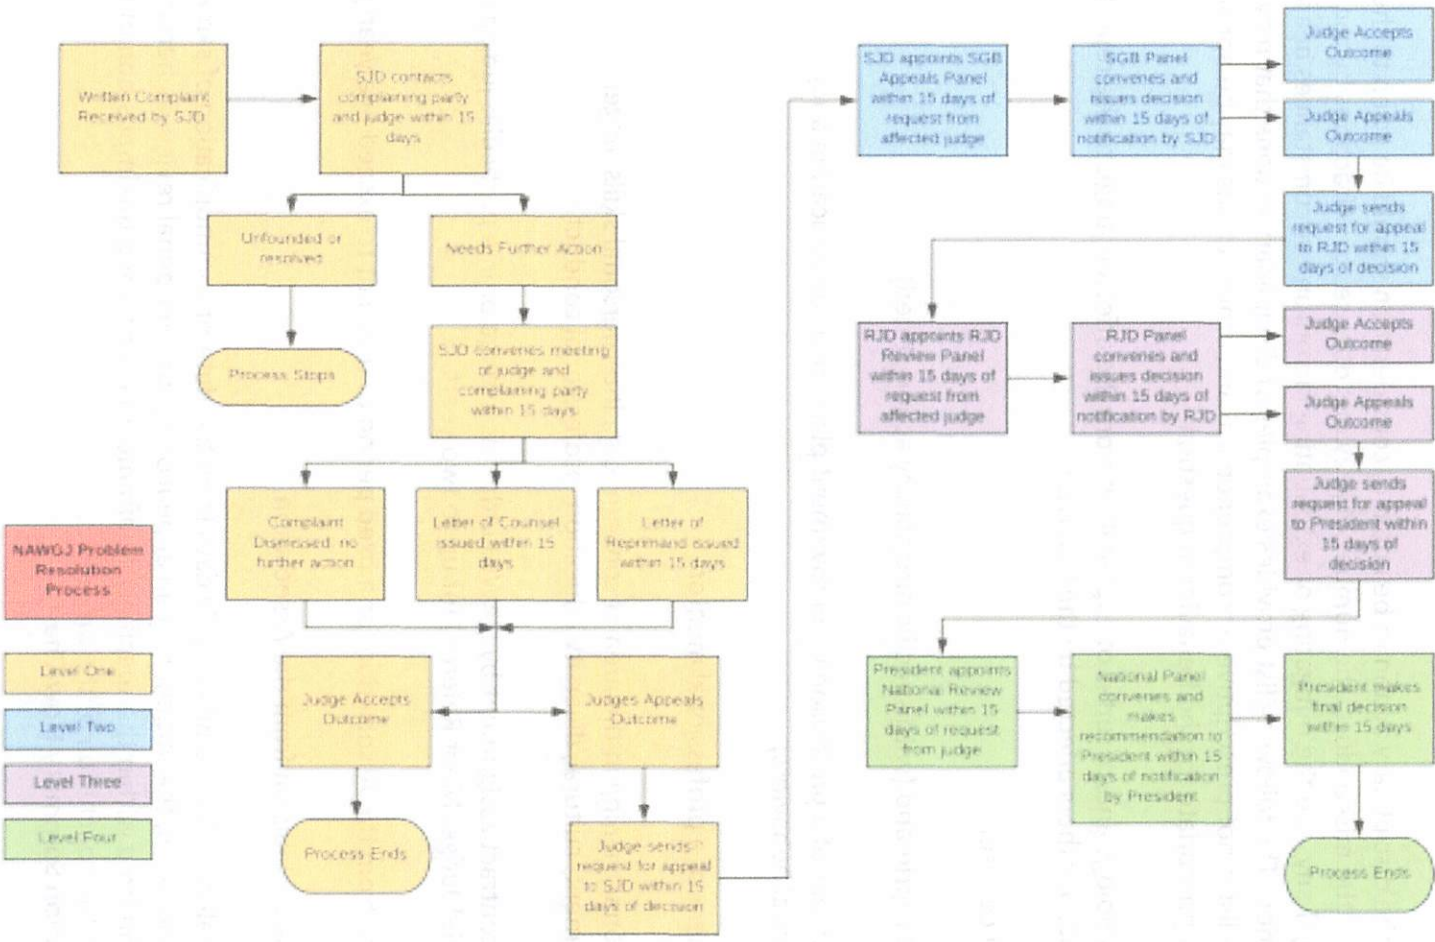 Written Complaint
Received by SJD
SJD contacts
complaining party
and judge within 15
days
Unfounded or
resolved
Needs Further Action
Process Stops
SJD convenes meeting
of judge and
complaining party
within 15 days
Complaint
Dismissed, no
further action
Letter of Counsel
issued within 15
days
Letter of
Reprimand issued
within 15 days
NAWGJ Problem
Resolution
Process
Level One
Level Two
Level Three
Level Four
Judge Accepts
Outcome
Judges Appeals
Outcome
Process Ends
Judge sends
request for appeal
to SJD within 15
days of decision
SJD appoints SGB
Appeals Panel
within 15 days of
request from
affected judge
SGB Panel
convenes and
issues decision
within 15 days of
notification by SJD
Judge Accepts
Outcome
Judge Appeals
Outcome
Judge sends
request for appeal
to RJD within 15
days of decision
RJD appoints RJD
Review Panel
within 15 days of
request from
affected judge
RJD Panel
convenes and
issues decision
within 15 days of
notification by RJD
Judge Accepts
Outcome
Judge Appeals
Outcome
Judge sends
request for appeal
to President within
15 days of
decision
President appoints
National Review
Panel within 15
days of request
from judge
National Panel
convenes and
makes
recommendation to
President within 15
days of notification
by President
President makes
final decision
within 15 days
Process Ends